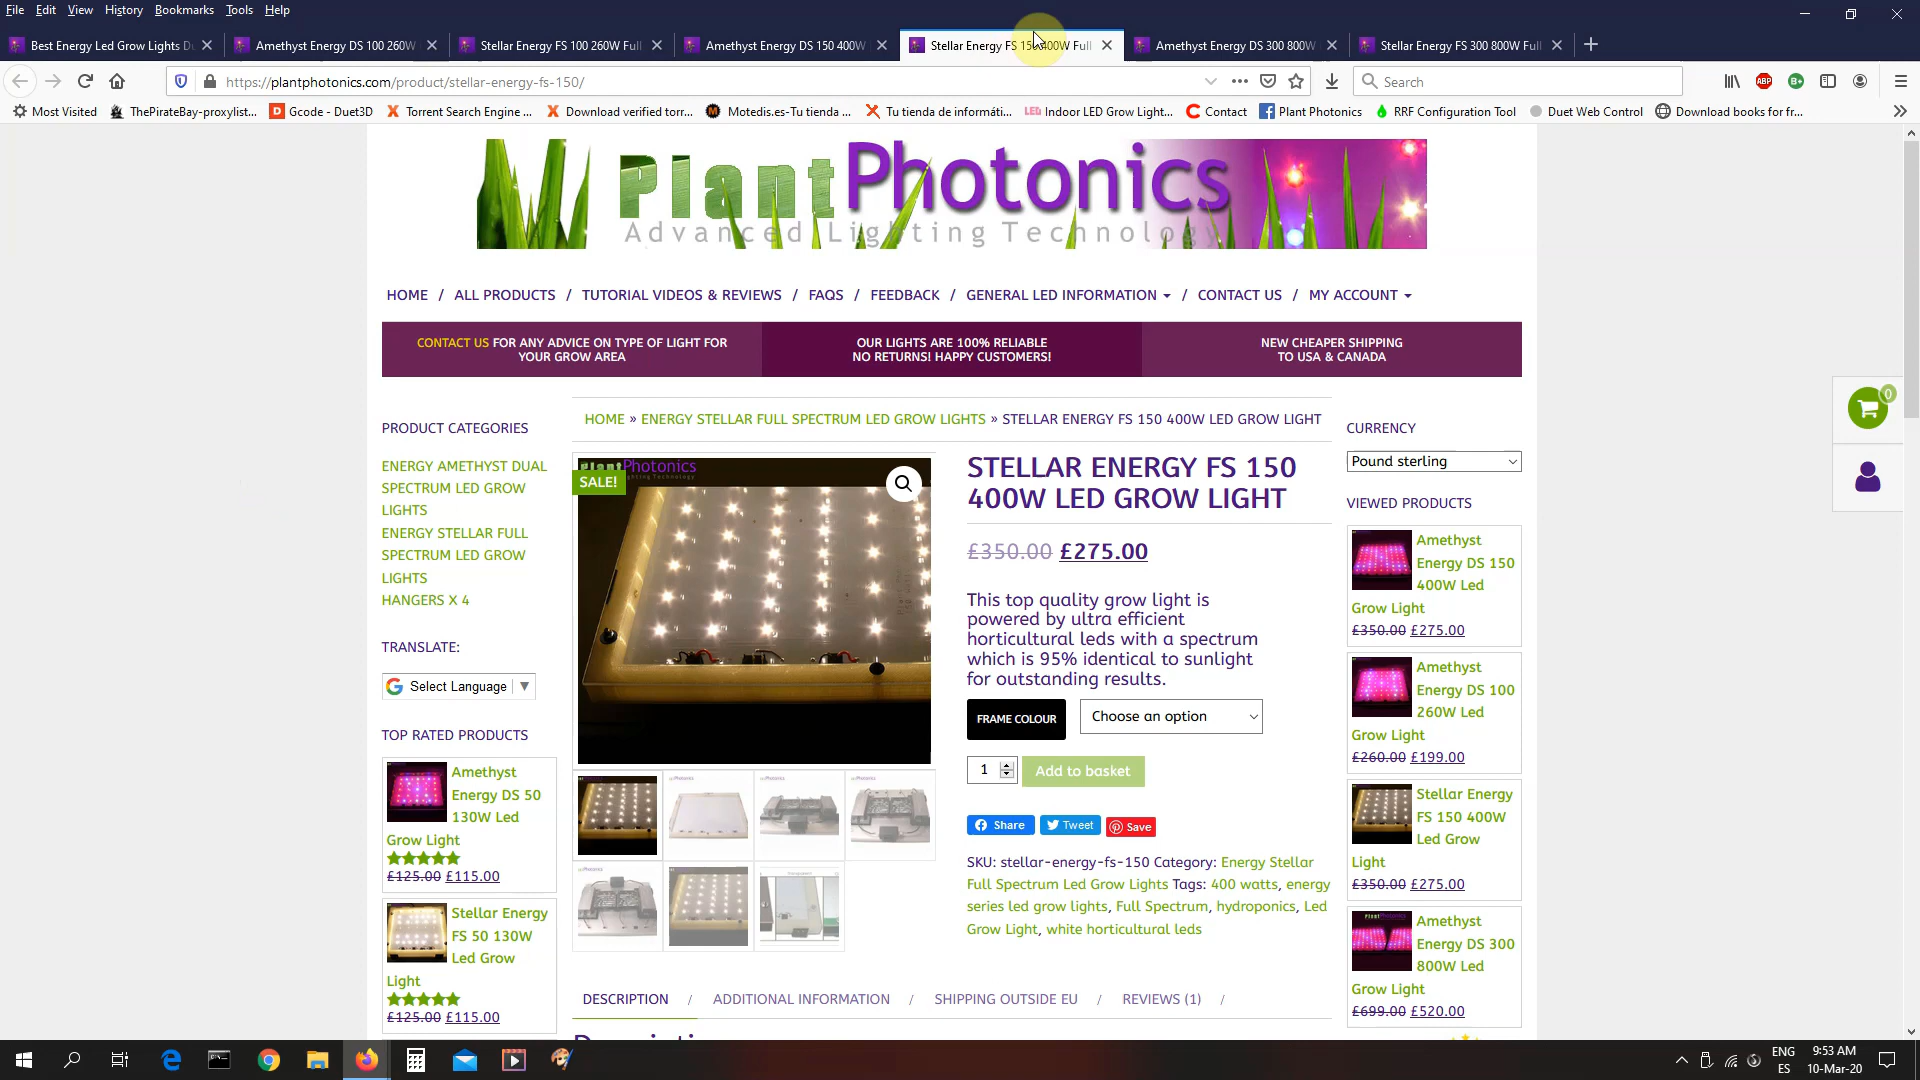 File Edit View History Bookmarks Tools Help
Best Energy Led Grow Lights Du
Amethyst Energy DS 100 260W
Stellar Energy FS 100 260W Full
Amethyst Energy DS 150 400W
Stellar Energy FS 150 400W Full
Amethyst Energy DS 300 800W
Stellar Energy FS 300 800W Full
https://plantphotonics.com/product/stellar-energy-fs-150/
Search
ABP
Most Visited
ThePirateBay-proxylist...
Gcode - Duet3D
Torrent Search Engine ...
Download verified torr...
Motedis.es-Tu tienda ...
Tu tienda de informáti...
Indoor LED Grow Light...
Contact
Plant Photonics
RRF Configuration Tool
Duet Web Control
Download books for fr...
Plant Photonics
Advanced Lighting Technology
HOME / ALL PRODUCTS / TUTORIAL VIDEOS & REVIEWS / FAQS / FEEDBACK / GENERAL LED INFORMATION / CONTACT US / MY ACCOUNT
CONTACT US FOR ANY ADVICE ON TYPE OF LIGHT FOR
YOUR GROW AREA
OUR LIGHTS ARE 100% RELIABLE
NO RETURNS! HAPPY CUSTOMERS!
NEW CHEAPER SHIPPING
TO USA & CANADA
0
PRODUCT CATEGORIES
ENERGY AMETHYST DUAL
SPECTRUM LED GROW
LIGHTS
ENERGY STELLAR FULL
SPECTRUM LED GROW
LIGHTS
HANGERS X 4
TRANSLATE:
Select Language ▼
TOP RATED PRODUCTS
Amethyst
Energy DS 50
130W Led
Grow Light
£125.00 £115.00
Stellar Energy
FS 50 130W
Led Grow
Light
£125.00 £115.00
HOME » ENERGY STELLAR FULL SPECTRUM LED GROW LIGHTS » STELLAR ENERGY FS 150 400W LED GROW LIGHT
SALE!
STELLAR ENERGY FS 150
400W LED GROW LIGHT
£350.00 £275.00
This top quality grow light is
powered by ultra efficient
horticultural leds with a spectrum
which is 95% identical to sunlight
for outstanding results.
FRAME COLOUR
Choose an option
1
Add to basket
Share
Tweet
Save
SKU: stellar-energy-fs-150 Category: Energy Stellar
Full Spectrum Led Grow Lights Tags: 400 watts, energy
series led grow lights, Full Spectrum, hydroponics, Led
Grow Light, white horticultural leds
DESCRIPTION / ADDITIONAL INFORMATION / SHIPPING OUTSIDE EU / REVIEWS (1) /
CURRENCY
Pound sterling
VIEWED PRODUCTS
Amethyst
Energy DS 150
400W Led
Grow Light
£350.00 £275.00
Amethyst
Energy DS 100
260W Led
Grow Light
£260.00 £199.00
Stellar Energy
FS 150 400W
Led Grow
Light
£350.00 £275.00
Amethyst
Energy DS 300
800W Led
Grow Light
£699.00 £520.00
ENG
ES
9:53 AM
10-Mar-20